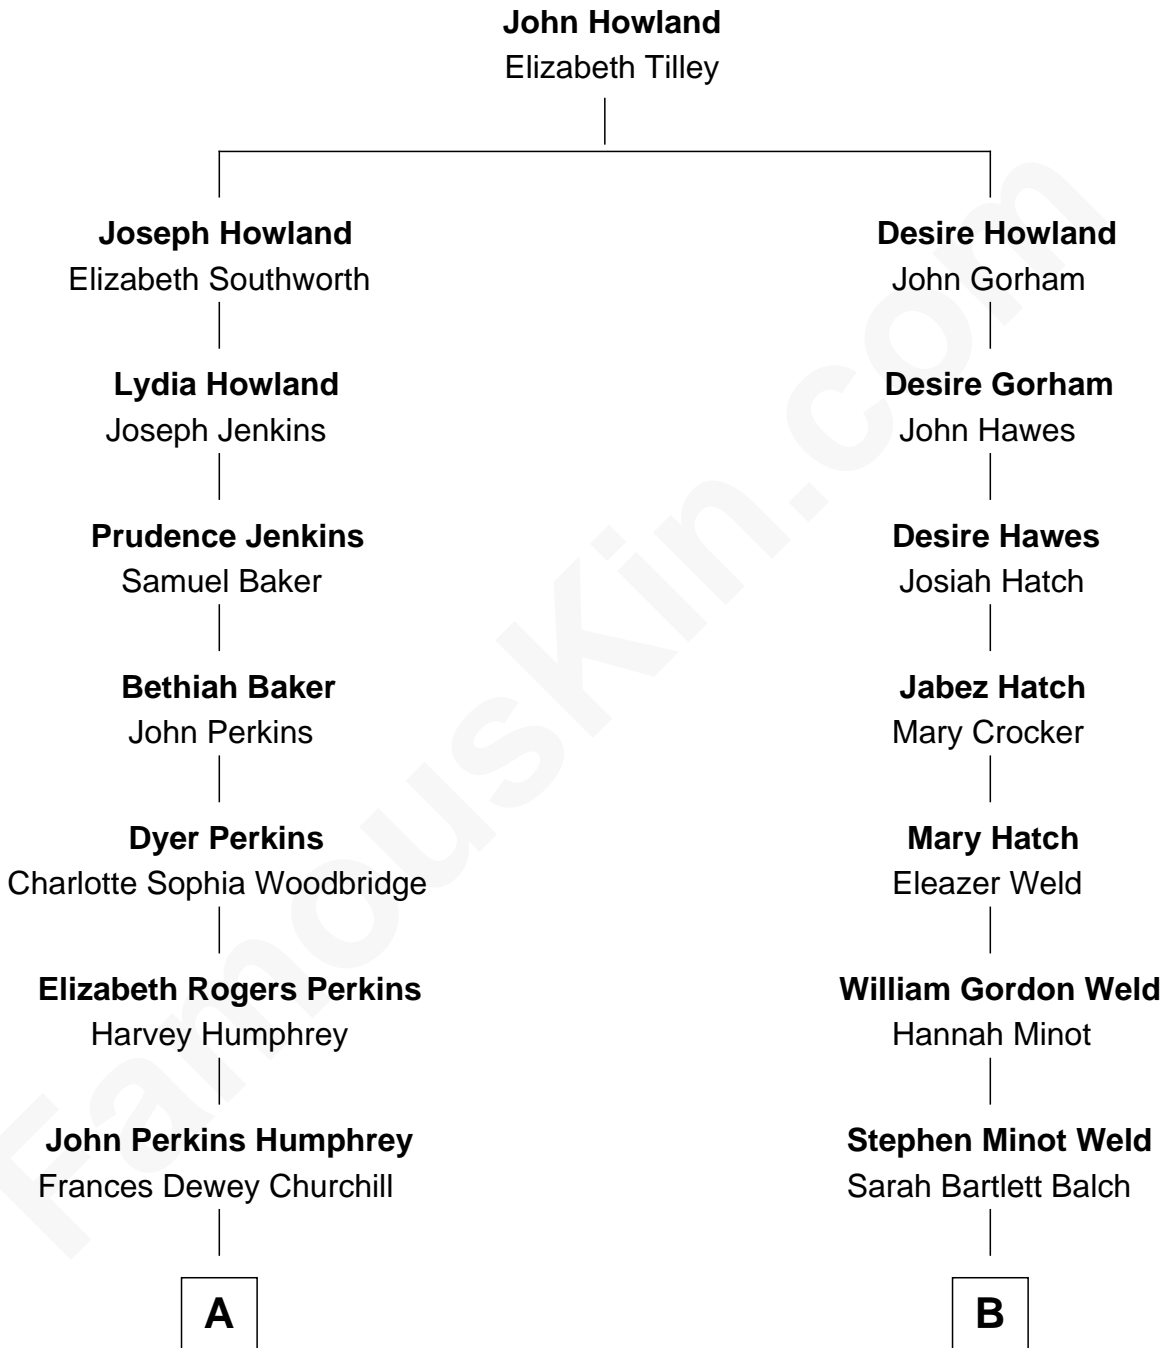 John Howland
Elizabeth Tilley
Joseph Howland
Elizabeth Southworth
Desire Howland
John Gorham
Lydia Howland
Joseph Jenkins
Desire Gorham
John Hawes
Prudence Jenkins
Samuel Baker
Desire Hawes
Josiah Hatch
Bethiah Baker
John Perkins
Jabez Hatch
Mary Crocker
Dyer Perkins
Charlotte Sophia Woodbridge
Mary Hatch
Eleazer Weld
Elizabeth Rogers Perkins
Harvey Humphrey
William Gordon Weld
Hannah Minot
John Perkins Humphrey
Frances Dewey Churchill
Stephen Minot Weld
Sarah Bartlett Balch
A
B
FamousKin.com